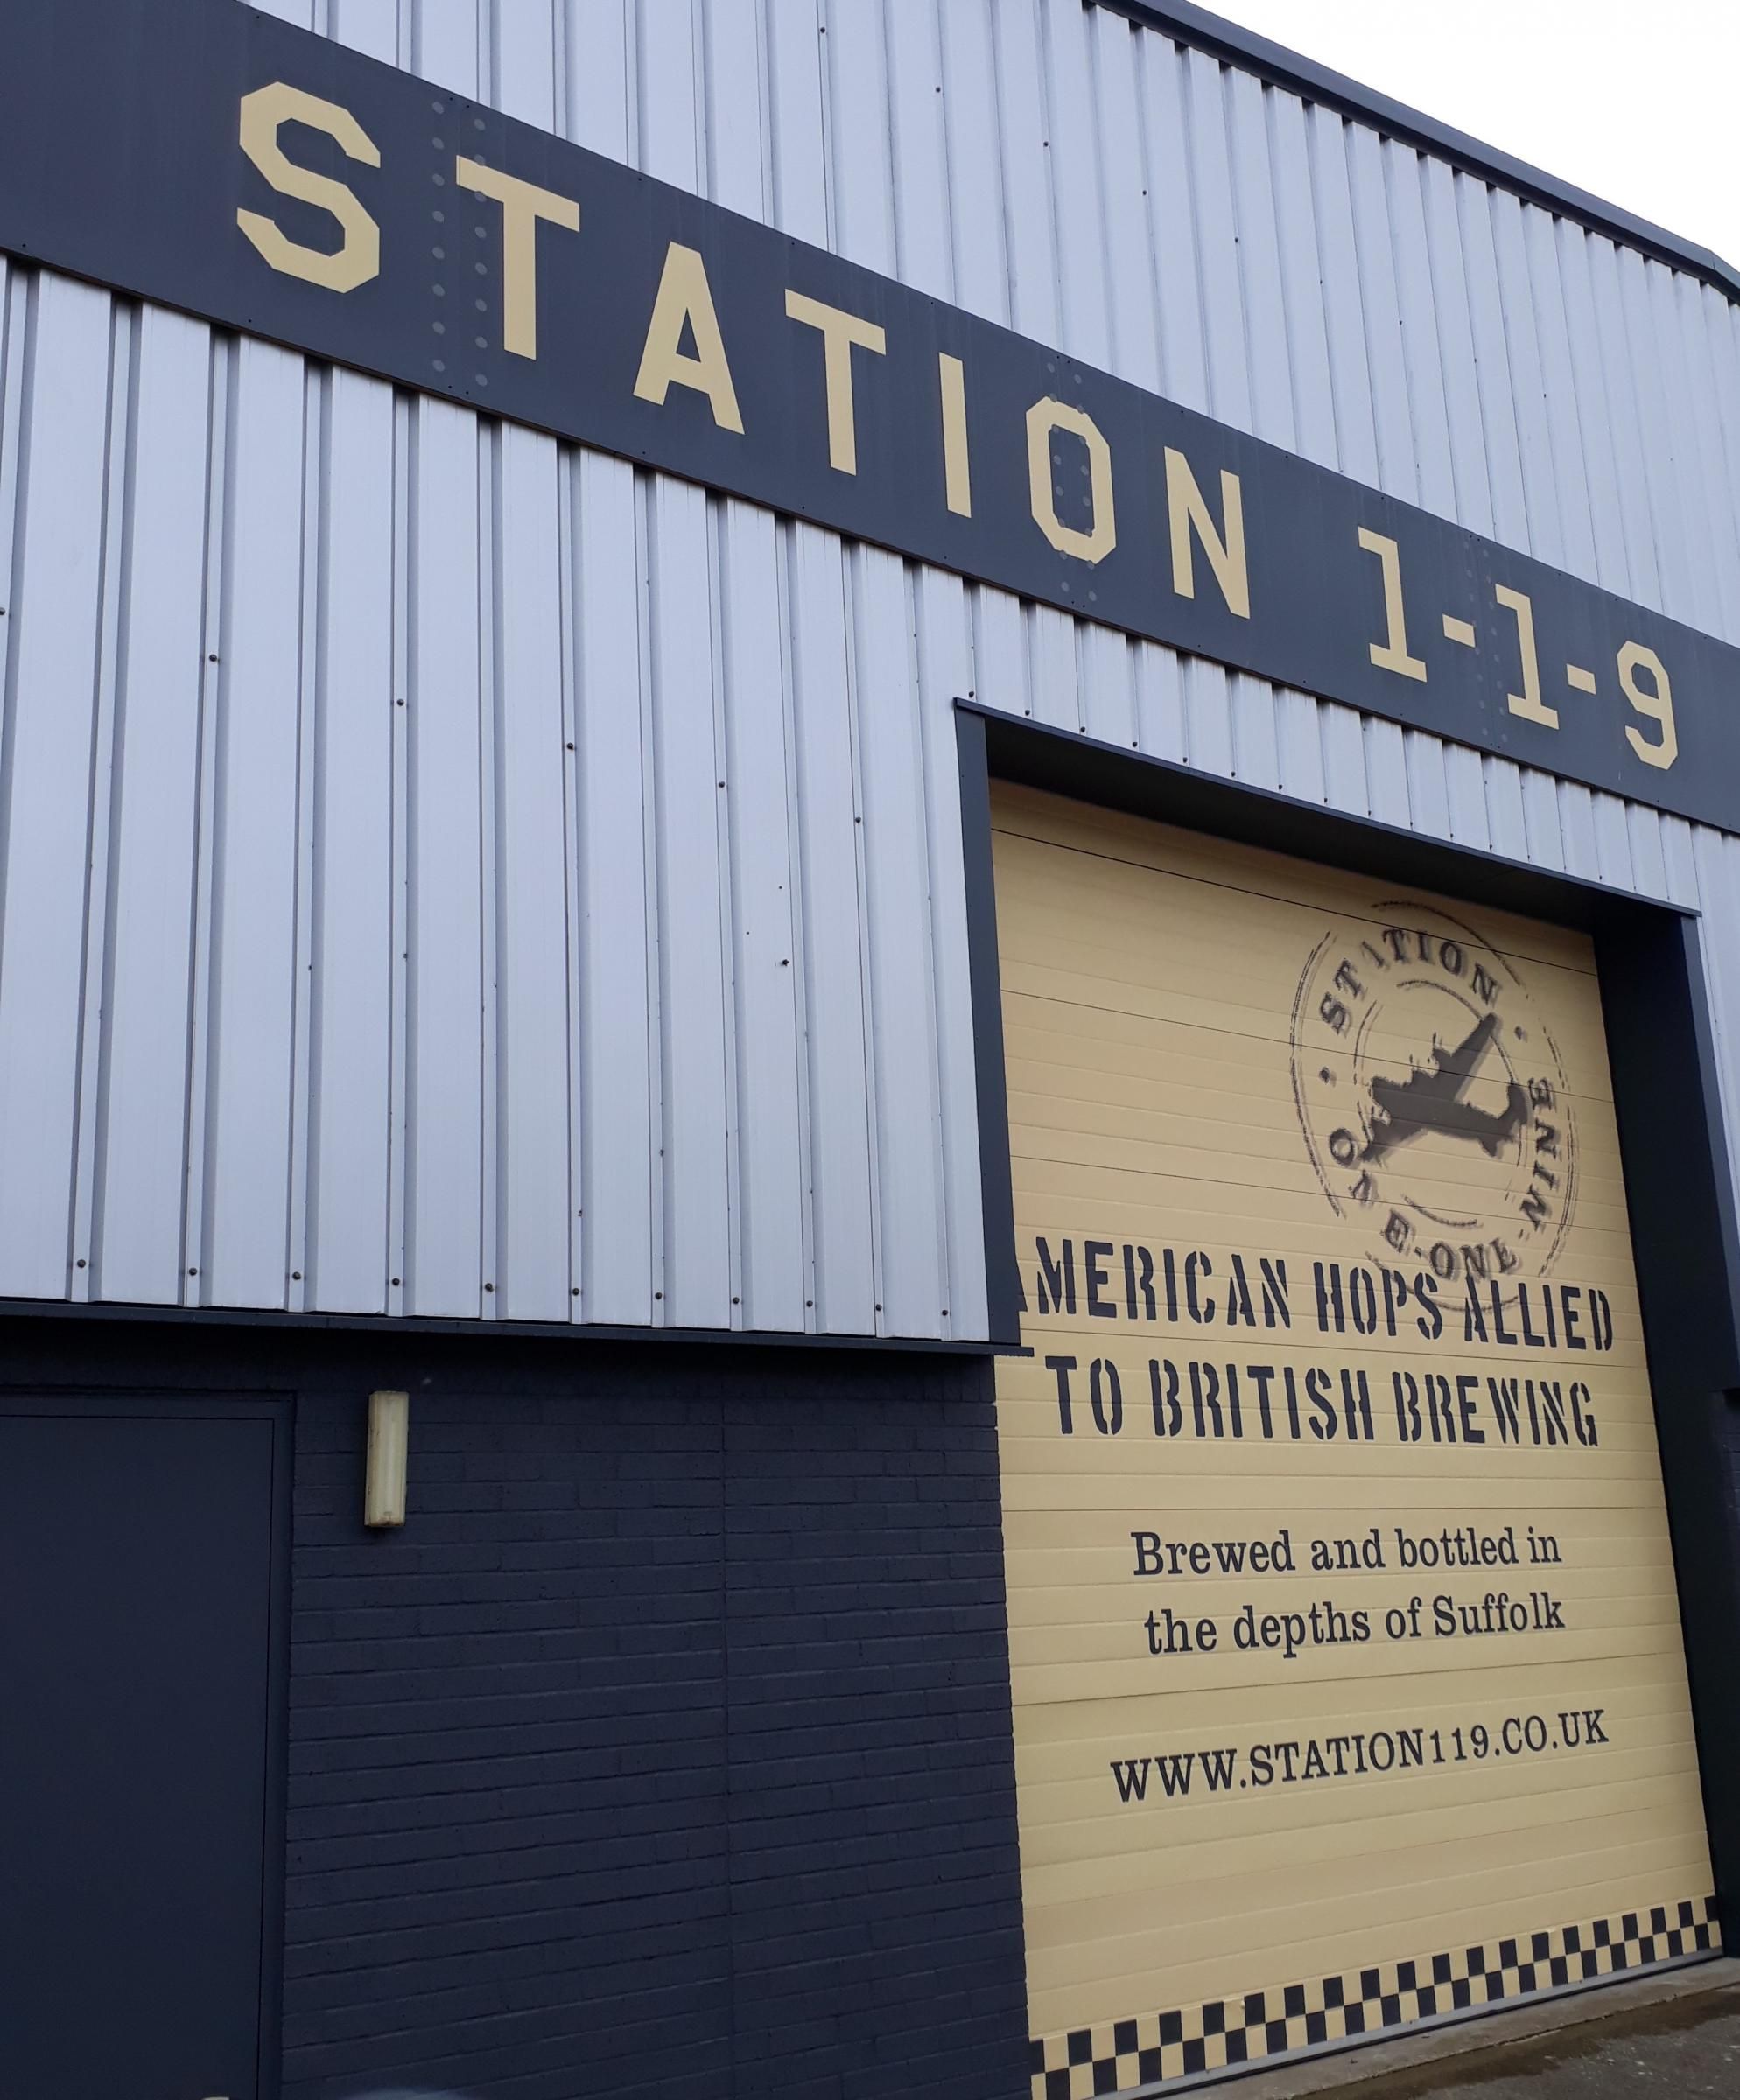 STATION 1-1-9
STATION
ONE·ONE·NINE
AMERICAN HOPS ALLIED
TO BRITISH BREWING
Brewed and bottled in
the depths of Suffolk
WWW.STATION119.CO.UK